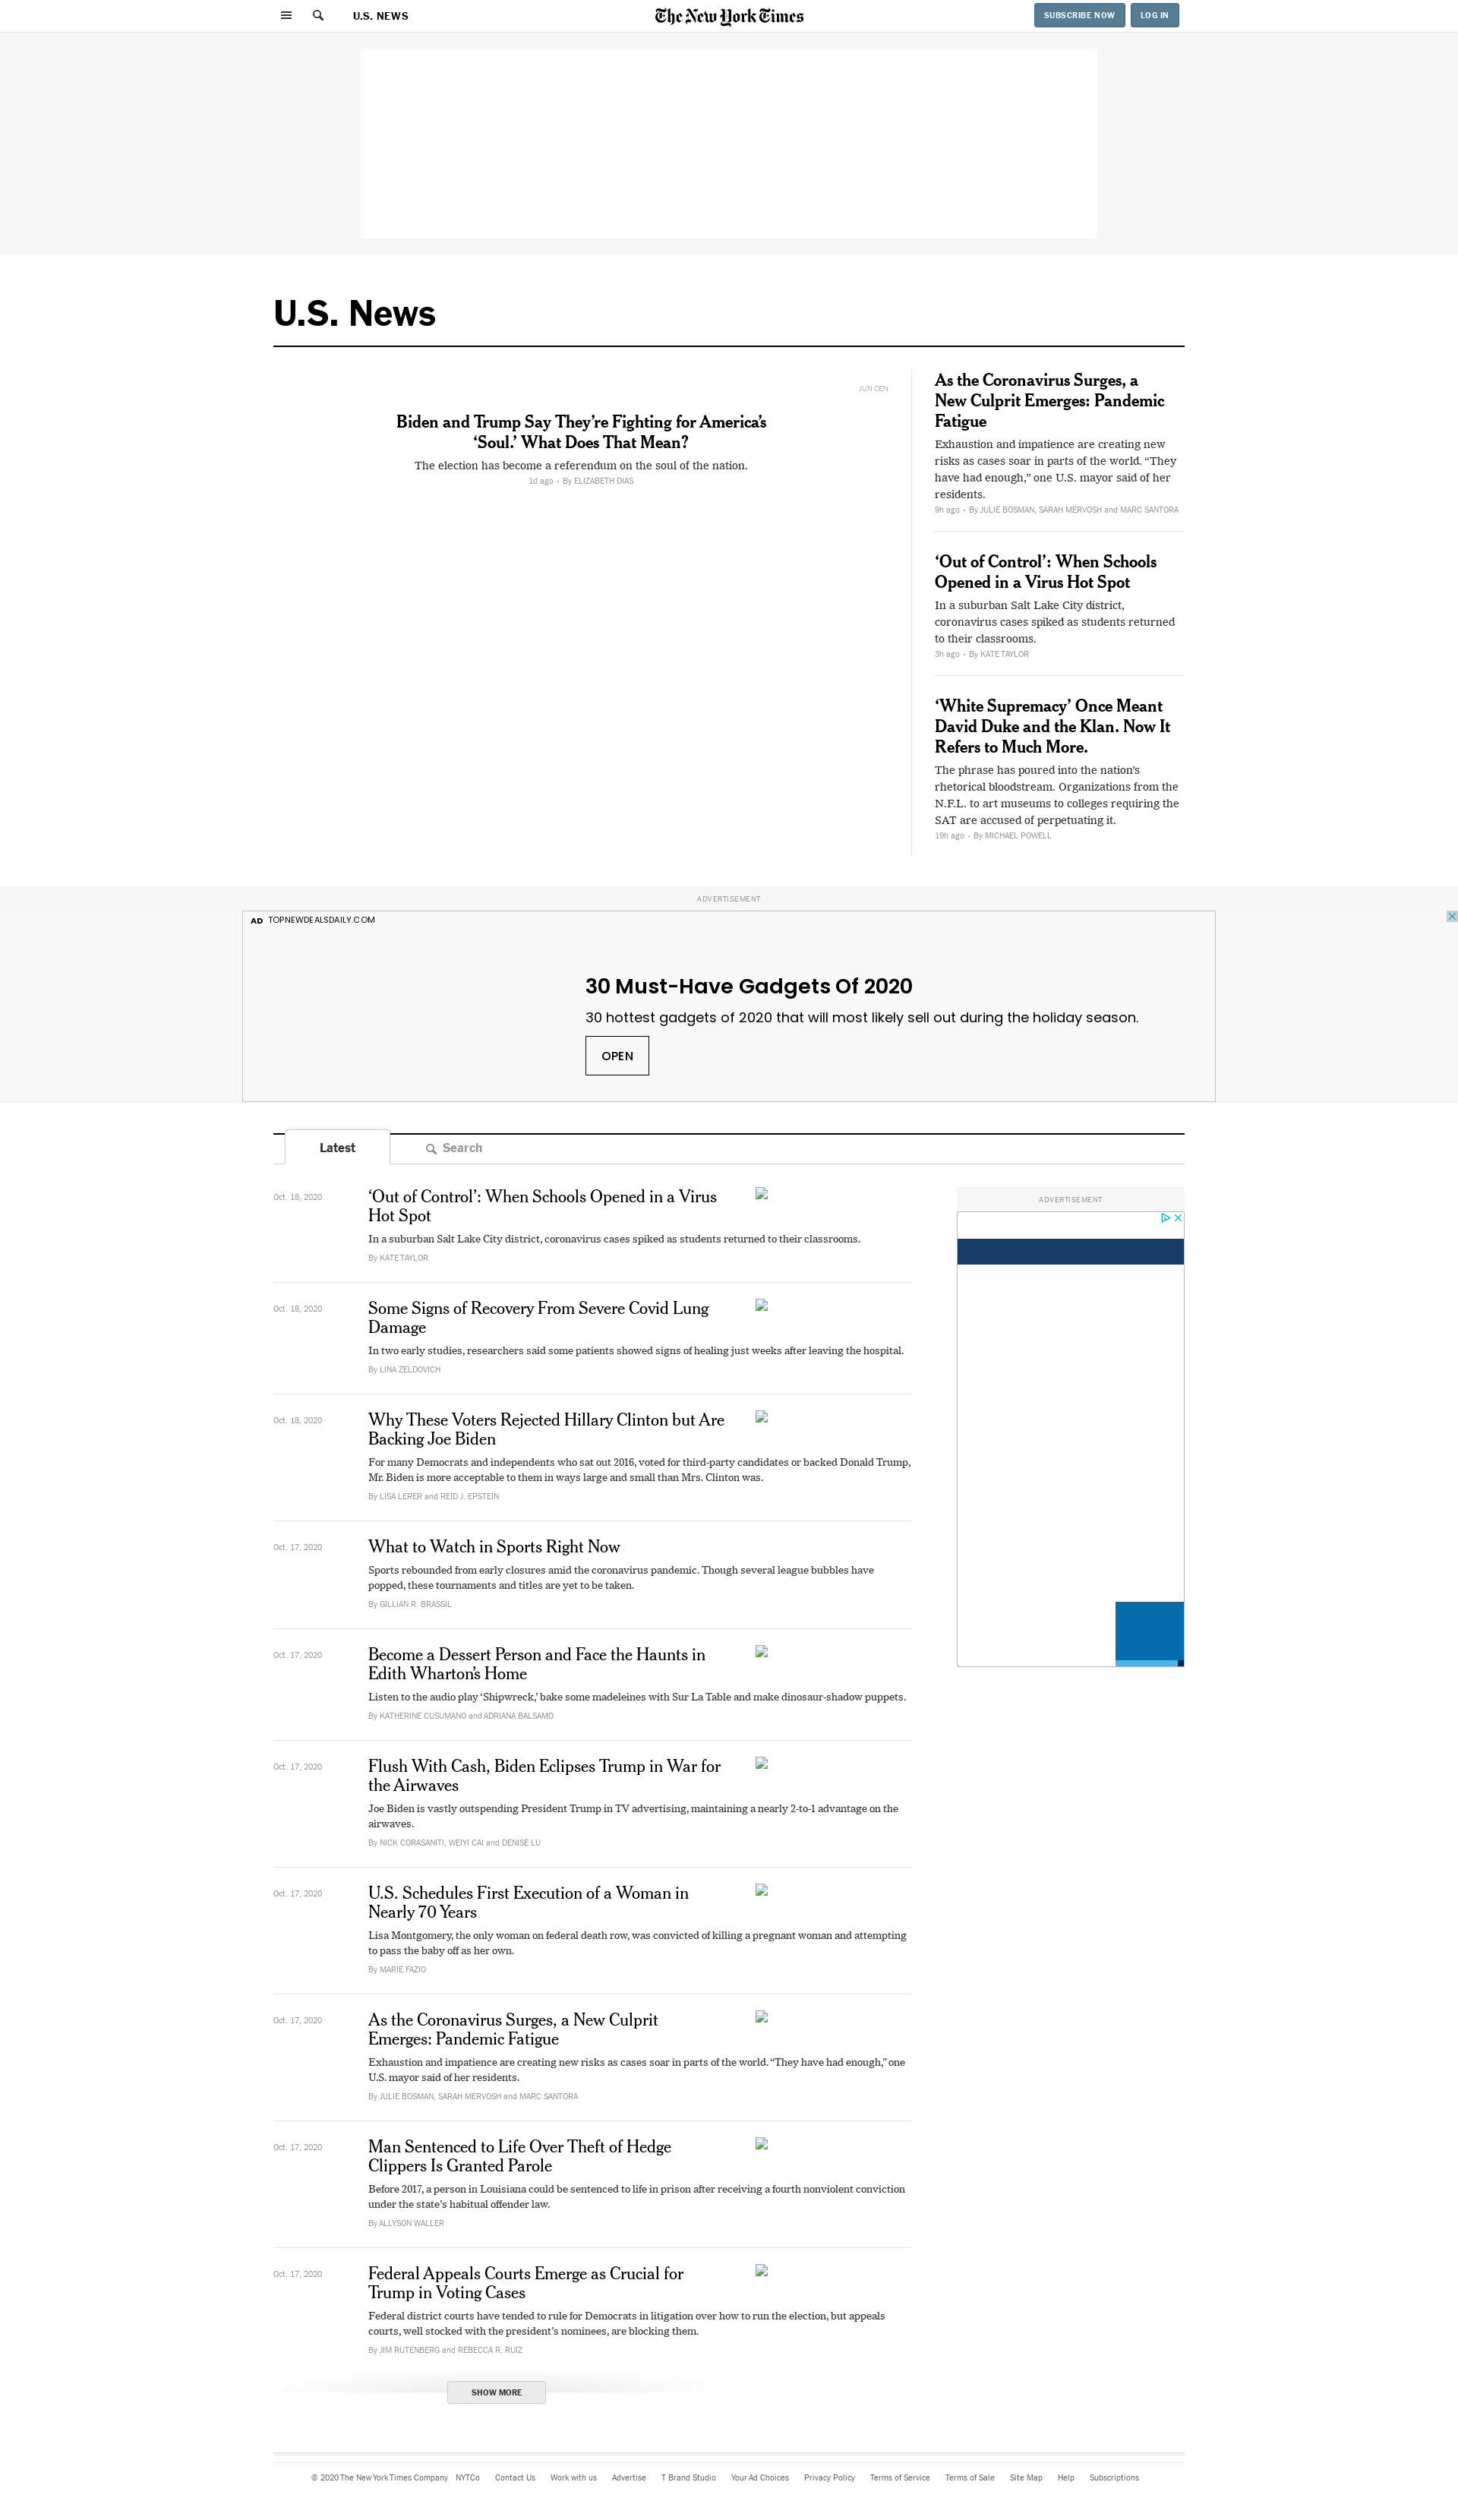 U.S. NEWS
The New York Times
SUBSCRIBE NOW
LOG IN
U.S. News
JUN CEN
Biden and Trump Say They’re Fighting for America’s
‘Soul.’ What Does That Mean?
The election has become a referendum on the soul of the nation.
1d ago • By ELIZABETH DIAS
As the Coronavirus Surges, a
New Culprit Emerges: Pandemic
Fatigue
Exhaustion and impatience are creating new
risks as cases soar in parts of the world. “They
have had enough,” one U.S. mayor said of her
residents.
9h ago • By JULIE BOSMAN, SARAH MERVOSH and MARC SANTORA
‘Out of Control’: When Schools
Opened in a Virus Hot Spot
In a suburban Salt Lake City district,
coronavirus cases spiked as students returned
to their classrooms.
3h ago • By KATE TAYLOR
‘White Supremacy’ Once Meant
David Duke and the Klan. Now It
Refers to Much More.
The phrase has poured into the nation’s
rhetorical bloodstream. Organizations from the
N.F.L. to art museums to colleges requiring the
SAT are accused of perpetuating it.
19h ago • By MICHAEL POWELL
ADVERTISEMENT
AD TOPNEWDEALSDAILY.COM
30 Must-Have Gadgets Of 2020
30 hottest gadgets of 2020 that will most likely sell out during the holiday season.
OPEN
Latest
Search
ADVERTISEMENT
Oct. 18, 2020
‘Out of Control’: When Schools Opened in a Virus
Hot Spot
In a suburban Salt Lake City district, coronavirus cases spiked as students returned to their classrooms.
By KATE TAYLOR
Oct. 18, 2020
Some Signs of Recovery From Severe Covid Lung
Damage
In two early studies, researchers said some patients showed signs of healing just weeks after leaving the hospital.
By LINA ZELDOVICH
Oct. 18, 2020
Why These Voters Rejected Hillary Clinton but Are
Backing Joe Biden
For many Democrats and independents who sat out 2016, voted for third-party candidates or backed Donald Trump,
Mr. Biden is more acceptable to them in ways large and small than Mrs. Clinton was.
By LISA LERER and REID J. EPSTEIN
Oct. 17, 2020
What to Watch in Sports Right Now
Sports rebounded from early closures amid the coronavirus pandemic. Though several league bubbles have
popped, these tournaments and titles are yet to be taken.
By GILLIAN R. BRASSIL
Oct. 17, 2020
Become a Dessert Person and Face the Haunts in
Edith Wharton’s Home
Listen to the audio play ‘Shipwreck,’ bake some madeleines with Sur La Table and make dinosaur-shadow puppets.
By KATHERINE CUSUMANO and ADRIANA BALSAMO
Oct. 17, 2020
Flush With Cash, Biden Eclipses Trump in War for
the Airwaves
Joe Biden is vastly outspending President Trump in TV advertising, maintaining a nearly 2-to-1 advantage on the
airwaves.
By NICK CORASANITI, WEIYI CAI and DENISE LU
Oct. 17, 2020
U.S. Schedules First Execution of a Woman in
Nearly 70 Years
Lisa Montgomery, the only woman on federal death row, was convicted of killing a pregnant woman and attempting
to pass the baby off as her own.
By MARIE FAZIO
Oct. 17, 2020
As the Coronavirus Surges, a New Culprit
Emerges: Pandemic Fatigue
Exhaustion and impatience are creating new risks as cases soar in parts of the world. “They have had enough,” one
U.S. mayor said of her residents.
By JULIE BOSMAN, SARAH MERVOSH and MARC SANTORA
Oct. 17, 2020
Man Sentenced to Life Over Theft of Hedge
Clippers Is Granted Parole
Before 2017, a person in Louisiana could be sentenced to life in prison after receiving a fourth nonviolent conviction
under the state’s habitual offender law.
By ALLYSON WALLER
Oct. 17, 2020
Federal Appeals Courts Emerge as Crucial for
Trump in Voting Cases
Federal district courts have tended to rule for Democrats in litigation over how to run the election, but appeals
courts, well stocked with the president’s nominees, are blocking them.
By JIM RUTENBERG and REBECCA R. RUIZ
SHOW MORE
© 2020 The New York Times Company NYTCo Contact Us Work with us Advertise T Brand Studio Your Ad Choices Privacy Policy Terms of Service Terms of Sale Site Map Help Subscriptions